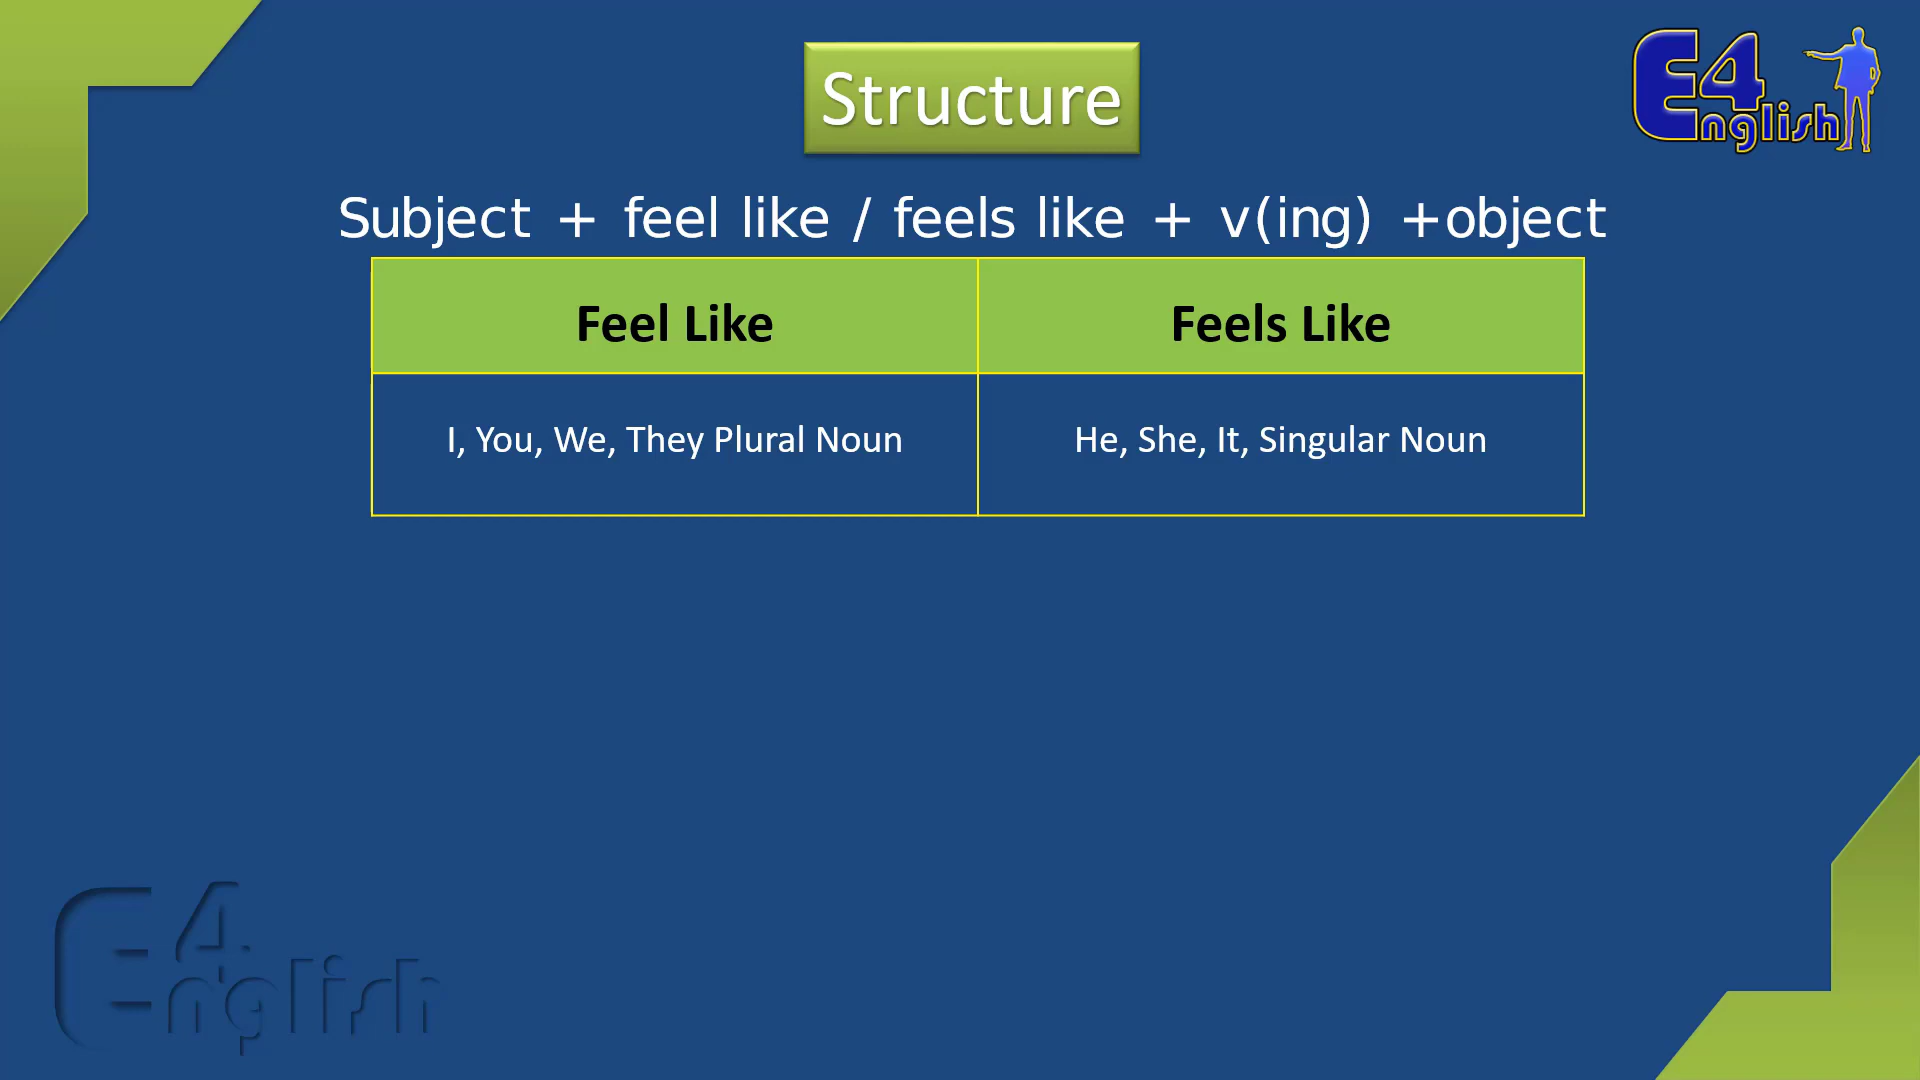 Structure
E4nglish
Subject + feel like / feels like + v(ing) +object
Feel Like
Feels Like
I, You, We, They Plural Noun
He, She, It, Singular Noun
E4nglish